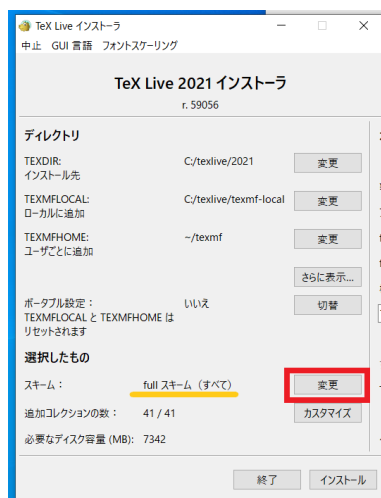 TeX Live インストーラ
中止 GUI 言語 フォントスケーリング
TeX Live 2021 インストーラ
r. 59056
ディレクトリ
TEXDIR: C:/texlive/2021 変更
インストール先
TEXMFLOCAL: C:/texlive/texmf-local 変更
ローカルに追加
TEXMFHOME: ~/texmf 変更
ユーザごとに追加
さらに表示...
ポータブル設定： いいえ 切替
TEXMFLOCAL と TEXMFHOME は
リセットされます
選択したもの
スキーム： full スキーム（すべて） 変更
追加コレクションの数： 41 / 41 カスタマイズ
必要なディスク容量 (MB): 7342
終了 インストール